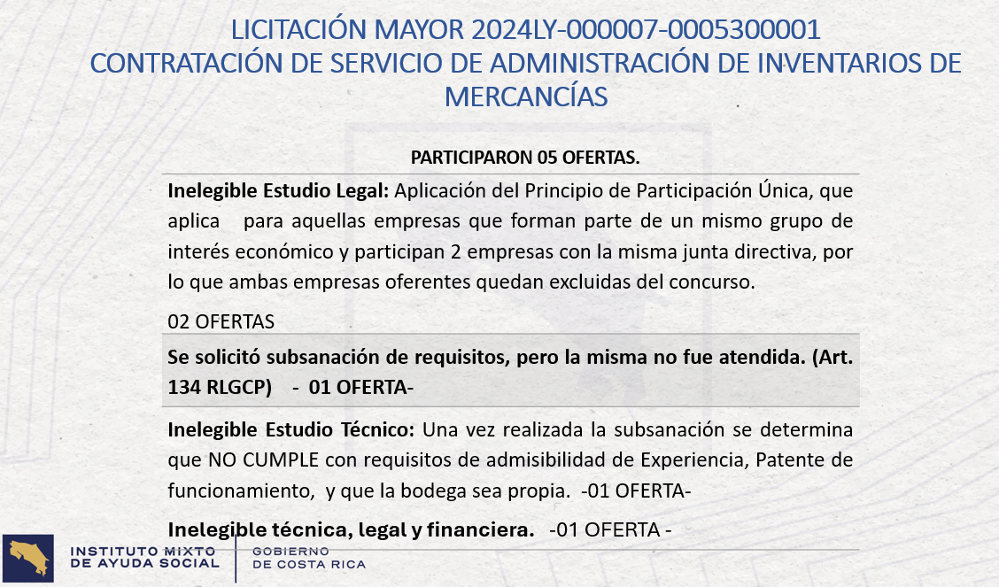 LICITACIÓN MAYOR 2024LY-000007-0005300001
CONTRATACIÓN DE SERVICIO DE ADMINISTRACIÓN DE INVENTARIOS DE
MERCANCÍAS
PARTICIPARON 05 OFERTAS.
Inelegible Estudio Legal: Aplicación del Principio de Participación Única, que
aplica para aquellas empresas que forman parte de un mismo grupo de
interés económico y participan 2 empresas con la misma junta directiva, por
lo que ambas empresas oferentes quedan excluidas del concurso.
02 OFERTAS
Se solicitó subsanación de requisitos, pero la misma no fue atendida. (Art.
134 RLGCP) - 01 OFERTA-
Inelegible Estudio Técnico: Una vez realizada la subsanación se determina
que NO CUMPLE con requisitos de admisibilidad de Experiencia, Patente de
funcionamiento, y que la bodega sea propia. -01 OFERTA-
Inelegible técnica, legal y financiera. -01 OFERTA -
INSTITUTO MIXTO
DE AYUDA SOCIAL
GOBIERNO
DE COSTA RICA